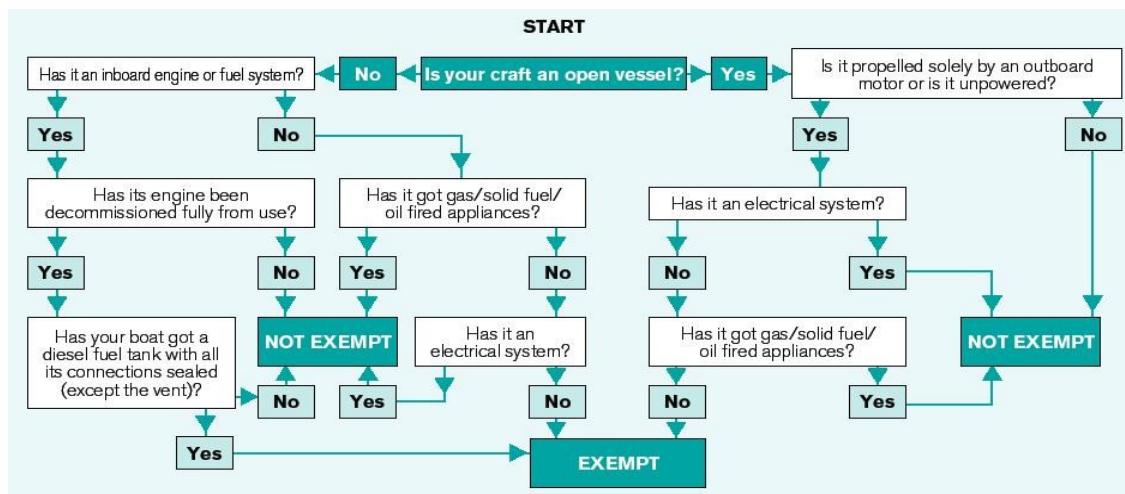 START
Has it an inboard engine or fuel system?
No
Is your craft an open vessel?
Yes
Is it propelled solely by an outboard
motor or is it unpowered?
Yes
No
Yes
No
Has its engine been
decommissioned fully from use?
Has it got gas/solid fuel/
oil fired appliances?
Has it an electrical system?
Yes
No
Yes
No
No
Yes
Has your boat got a
diesel fuel tank with all
its connections sealed
(except the vent)?
NOT EXEMPT
Has it an
electrical system?
Has it got gas/solid fuel/
oil fired appliances?
NOT EXEMPT
No
Yes
No
No
Yes
Yes
EXEMPT